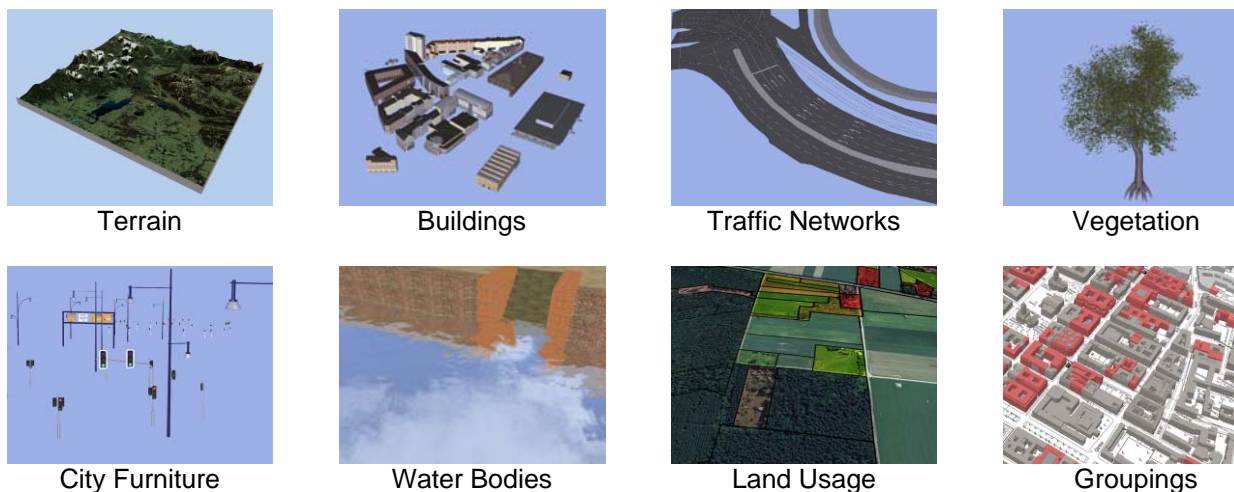 Terrain
Buildings
Traffic Networks
Vegetation
City Furniture
Water Bodies
Land Usage
Groupings